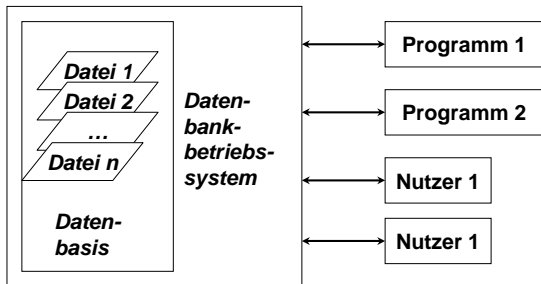 Datei 1
Datei 2
...
Datei n
Daten-
basis
Daten-
bank-
betriebs-
system
Programm 1
Programm 2
Nutzer 1
Nutzer 1